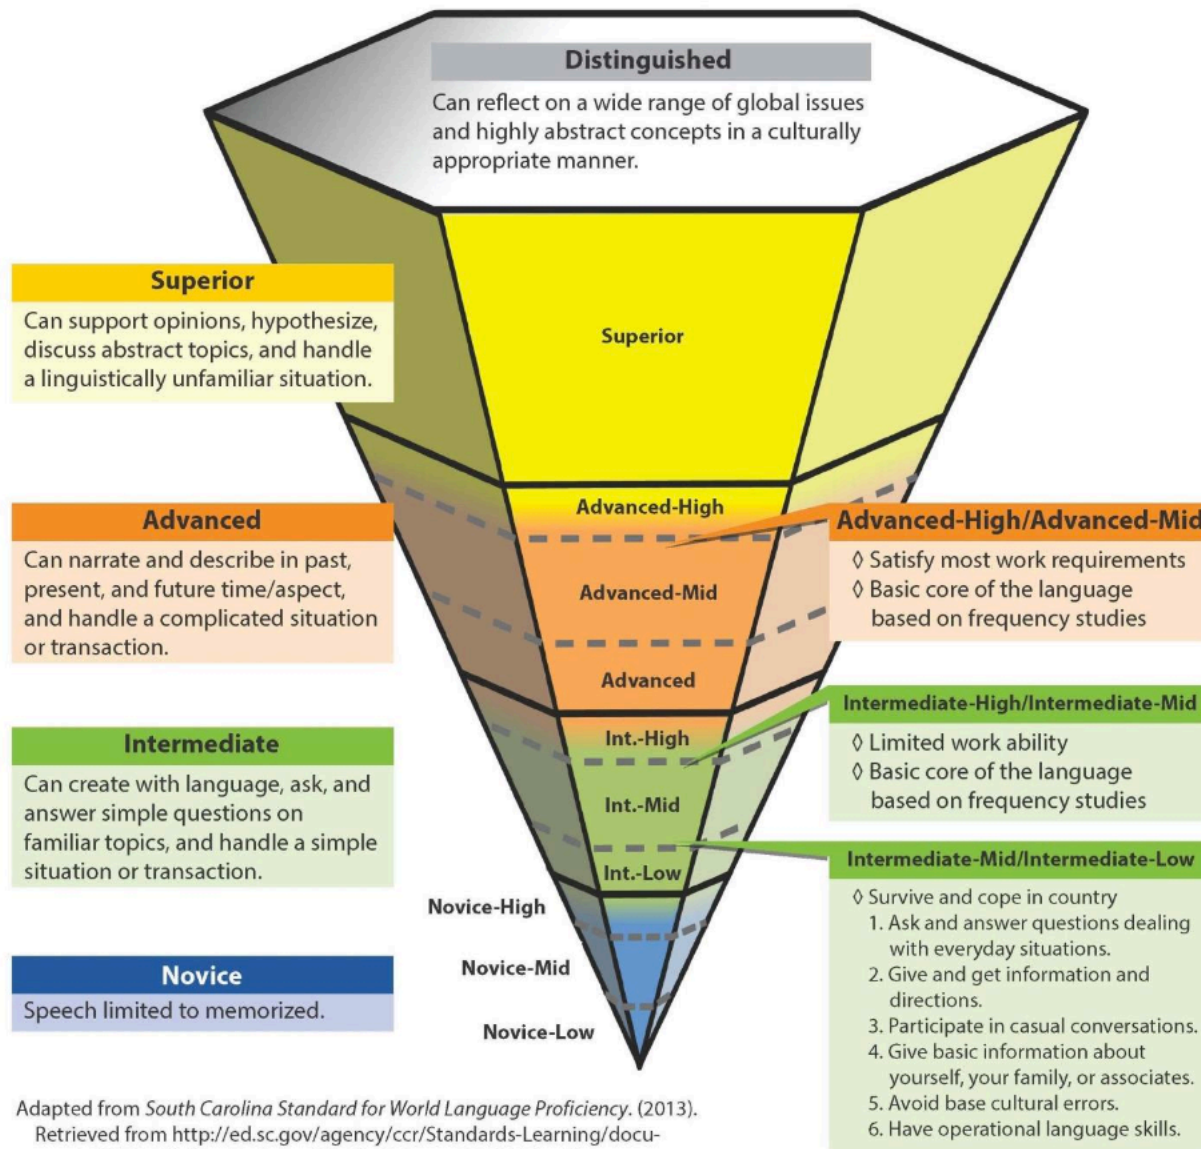 Distinguished
Can reflect on a wide range of global issues
and highly abstract concepts in a culturally
appropriate manner.
Superior
Can support opinions, hypothesize,
discuss abstract topics, and handle
a linguistically unfamiliar situation.
Superior
Advanced-High
Advanced
Can narrate and describe in past,
present, and future time/aspect,
and handle a complicated situation
or transaction.
Advanced-Mid
Advanced
Advanced-High/Advanced-Mid
◊ Satisfy most work requirements
◊ Basic core of the language
based on frequency studies
Intermediate
Can create with language, ask, and
answer simple questions on
familiar topics, and handle a simple
situation or transaction.
Int.-High
Int.-Mid
Int.-Low
Intermediate-High/Intermediate-Mid
◊ Limited work ability
◊ Basic core of the language
based on frequency studies
Intermediate-Mid/Intermediate-Low
◊ Survive and cope in country
1. Ask and answer questions dealing
with everyday situations.
2. Give and get information and
directions.
3. Participate in casual conversations.
4. Give basic information about
yourself, your family, or associates.
5. Avoid base cultural errors.
6. Have operational language skills.
Novice-High
Novice-Mid
Novice-Low
Novice
Speech limited to memorized.
Adapted from South Carolina Standard for World Language Proficiency. (2013).
Retrieved from http://ed.sc.gov/agency/ccr/Standards-Learning/docu-